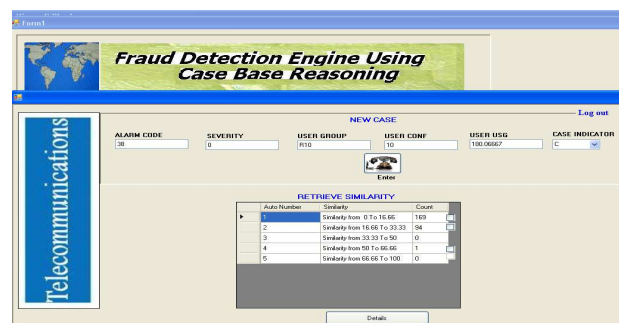 Form1
Fraud Detection Engine Using
Case Base Reasoning
Log out
NEW CASE
ALARM CODE SEVERITY USER GROUP USER CONF USER USG CASE INDICATOR
38 0 R10 10 180.06667 C
Enter
Telecommunications
RETRIEVE SIMILARITY
Auto Number Similarity Count
1 Similarity from 0 To 16.66 169
2 Similarity from 16.66 To 33.33 94
3 Similarity from 33.33 To 50 0
4 Similarity from 50 To 66.66 1
5 Similarity from 66.66 To 100 0
Details